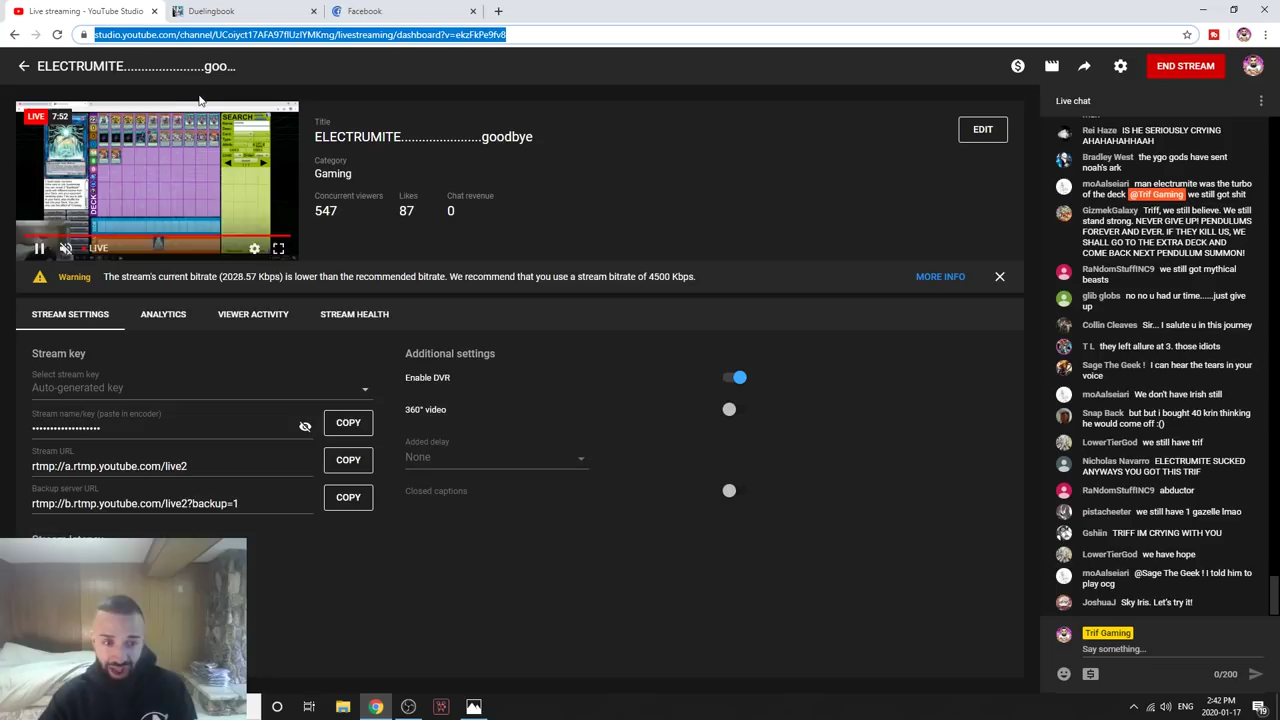 Live streaming - YouTube Studio
Duelingbook
Facebook
studio.youtube.com/channel/UCoiyct17AFA97flUzIYMKmg/livestreaming/dashboard?v=ekzFkPe9fv8
ELECTRUMITE.......................goo...
END STREAM
LIVE
7:52
SEARCH
DECK
LIVE
Title
ELECTRUMITE.......................goodbye
EDIT
Category
Gaming
Concurrent viewers
Likes
Chat revenue
547
87
0
Warning
The stream's current bitrate (2028.57 Kbps) is lower than the recommended bitrate. We recommend that you use a stream bitrate of 4500 Kbps.
MORE INFO
STREAM SETTINGS
ANALYTICS
VIEWER ACTIVITY
STREAM HEALTH
Stream key
Select stream key
Auto-generated key
Stream name/key (paste in encoder)
••••••••••••••••••
COPY
Stream URL
rtmp://a.rtmp.youtube.com/live2
COPY
Backup server URL
rtmp://b.rtmp.youtube.com/live2?backup=1
COPY
Additional settings
Enable DVR
360° video
Added delay
None
Closed captions
Live chat
Rei Haze IS HE SERIOUSLY CRYING
AHAHAHAHHAAH
Bradley West the ygo gods have sent
noah's ark
moAalseiari man electrumite was the turbo
of the deck @Trif Gaming we still got shit
GizmekGalaxy Triff, we still believe. We still
stand strong. NEVER GIVE UP! PENDULUMS
FOREVER AND EVER. IF THEY KILL US, WE
SHALL GO TO THE EXTRA DECK AND
COME BACK NEXT PENDULUM SUMMON!
RaNdomStuffINC9 we still got mythical
beasts
glib globs no no u had ur time......just give
up
Collin Cleaves Sir... I salute u in this journey
T L they left allure at 3. those idiots
Sage The Geek ! I can hear the tears in your
voice
moAalseiari We don't have Irish still
Snap Back but but i bought 40 krin thinking
he would come off :()
LowerTierGod we still have trif
Nicholas Navarro ELECTRUMITE SUCKED
ANYWAYS YOU GOT THIS TRIF
RaNdomStuffINC9 abductor
pistacheeter we still have 1 gazelle lmao
Gshiin TRIFF IM CRYING WITH YOU
LowerTierGod we have hope
moAalseiari @Sage The Geek ! I told him to
play ocg
JoshuaJ Sky Iris. Let's try it!
Trif Gaming
Say something...
0/200
ENG
2:42 PM
2020-01-17
19